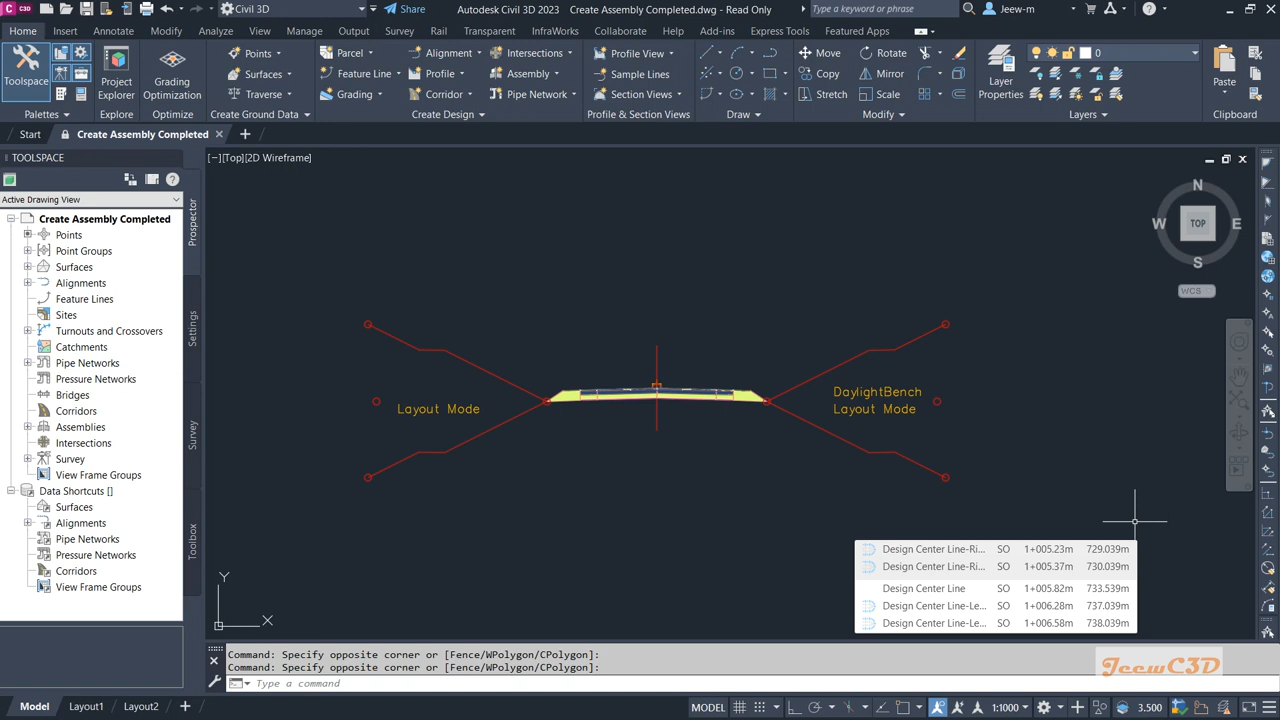 C3D
Civil 3D
Share
Autodesk Civil 3D 2023
Create Assembly Completed.dwg - Read Only
Type a keyword or phrase
Jeew-m
Home
Insert
Annotate
Modify
Analyze
View
Manage
Output
Survey
Rail
Transparent
InfraWorks
Collaborate
Help
Add-ins
Express Tools
Featured Apps
Points
Parcel
Alignment
Intersections
Profile View
Move
Rotate
0
Surfaces
Feature Line
Profile
Assembly
Sample Lines
Copy
Mirror
Toolspace
Project
Explorer
Grading
Optimization
Traverse
Grading
Corridor
Pipe Network
Section Views
Stretch
Scale
Layer
Properties
Paste
Palettes
Explore
Optimize
Create Ground Data
Create Design
Profile & Section Views
Draw
Modify
Layers
Clipboard
Start
Create Assembly Completed
TOOLSPACE
[−][Top][2D Wireframe]
Active Drawing View
Create Assembly Completed
Points
Point Groups
Surfaces
Alignments
Feature Lines
Sites
Turnouts and Crossovers
Catchments
Pipe Networks
Pressure Networks
Bridges
Corridors
Assemblies
Intersections
Survey
View Frame Groups
Data Shortcuts []
Surfaces
Alignments
Pipe Networks
Pressure Networks
Corridors
View Frame Groups
Prospector
Settings
Survey
Toolbox
N
W
TOP
E
S
WCS
Layout Mode
DaylightBench
Layout Mode
Design Center Line-Ri... SO 1+005.23m 729.039m
Design Center Line-Ri... SO 1+005.37m 730.039m
Design Center Line SO 1+005.82m 733.539m
Design Center Line-Le... SO 1+006.28m 737.039m
Design Center Line-Le... SO 1+006.58m 738.039m
Y
X
Command: Specify opposite corner or [Fence/WPolygon/CPolygon]:
Command: Specify opposite corner or [Fence/WPolygon/CPolygon]:
Type a command
JeewC3D
Model
Layout1
Layout2
MODEL
1:1000
3.500